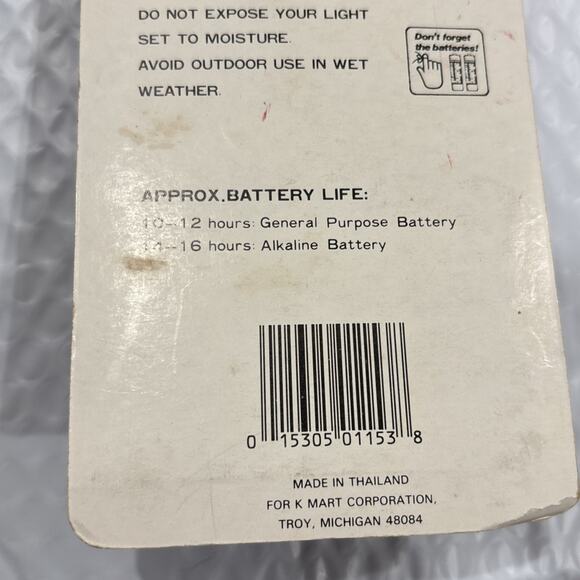 DO NOT EXPOSE YOUR LIGHT
SET TO MOISTURE.
AVOID OUTDOOR USE IN WET
WEATHER.
Don't forget
the batteries!
APPROX.BATTERY LIFE:
10--12 hours: General Purpose Battery
14--16 hours: Alkaline Battery
0 15305 01153 8
MADE IN THAILAND
FOR K MART CORPORATION,
TROY, MICHIGAN 48084